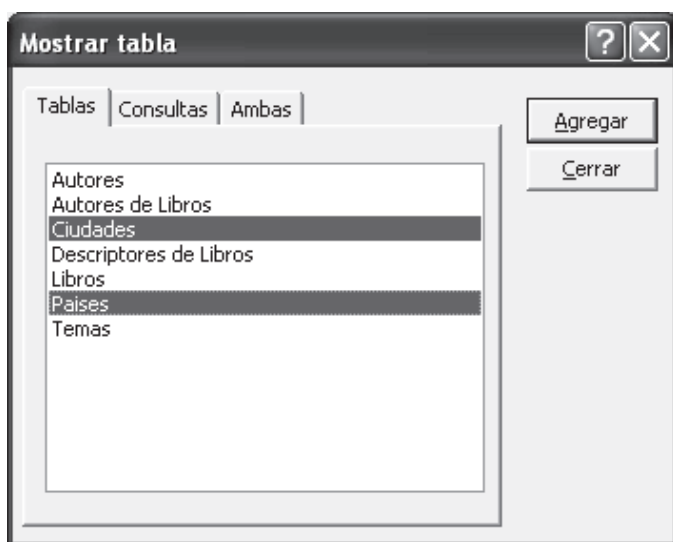 Mostrar tabla
Tablas Consultas Ambas
Agregar
Cerrar
Autores
Autores de Libros
Ciudades
Descriptores de Libros
Libros
Paises
Temas